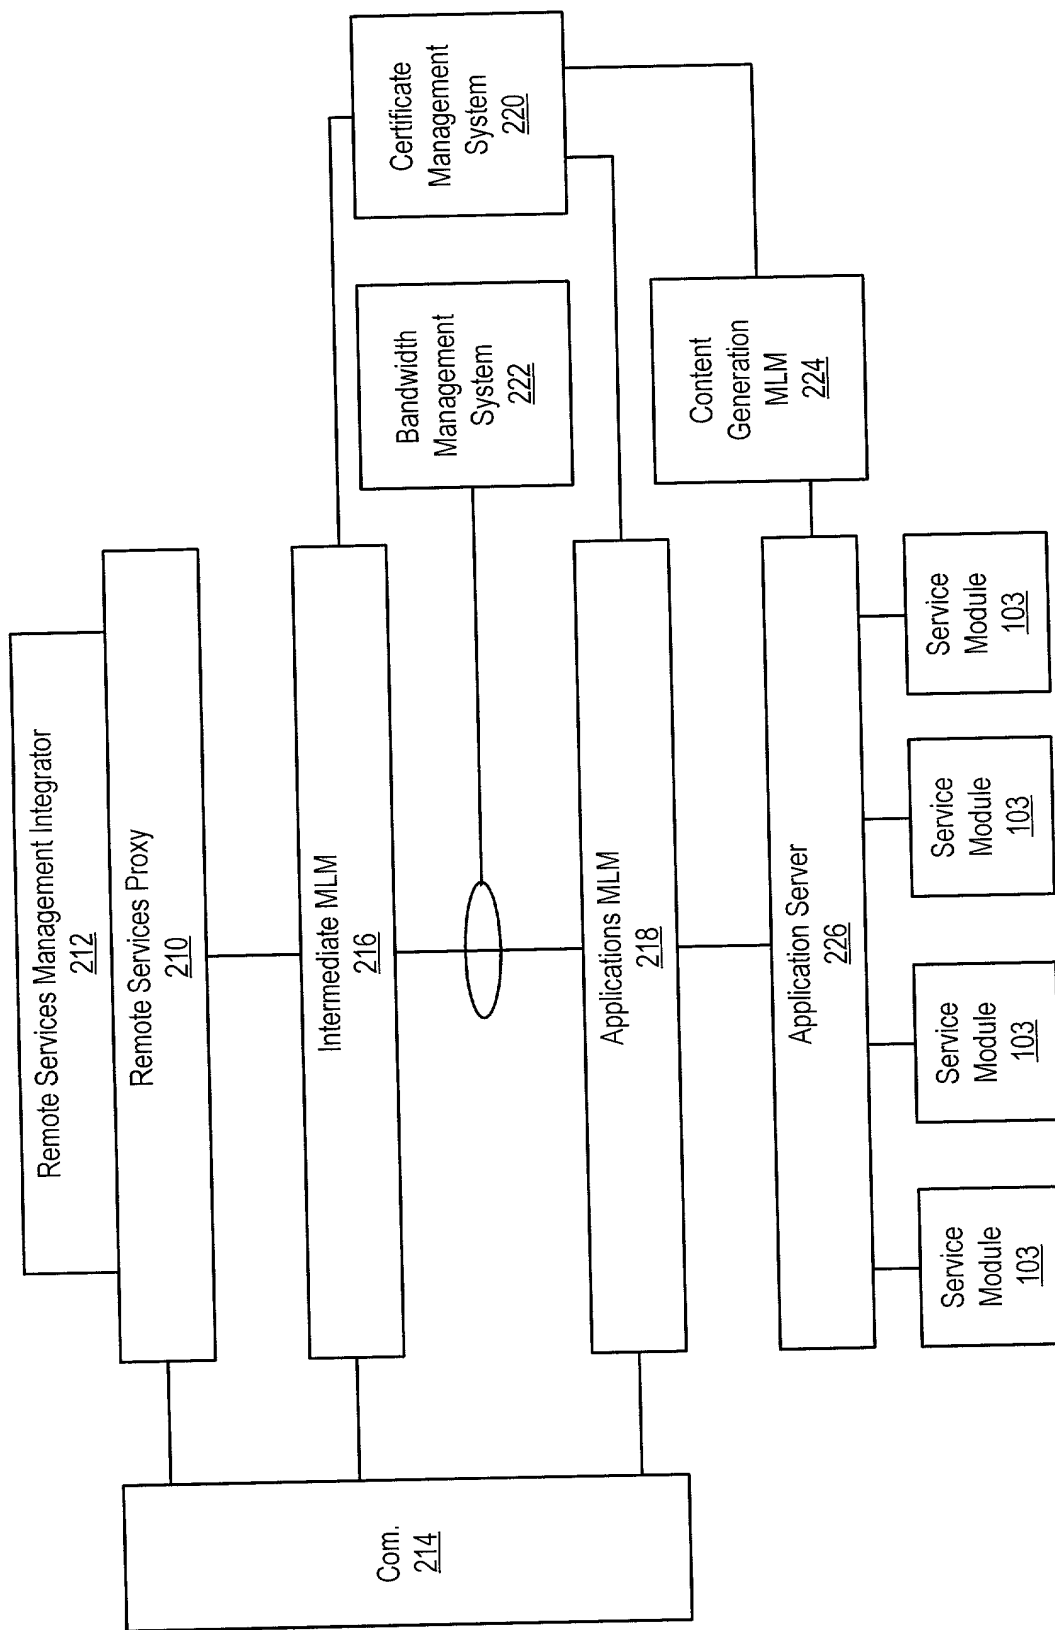 Remote Services Management Integrator
212
Remote Services Proxy
210
Com.
214
Intermediate MLM
216
Certificate
Management
System
220
Bandwidth
Management
System
222
Applications MLM
218
Content
Generation
MLM
224
Application Server
226
Service
Module
103
Service
Module
103
Service
Module
103
Service
Module
103